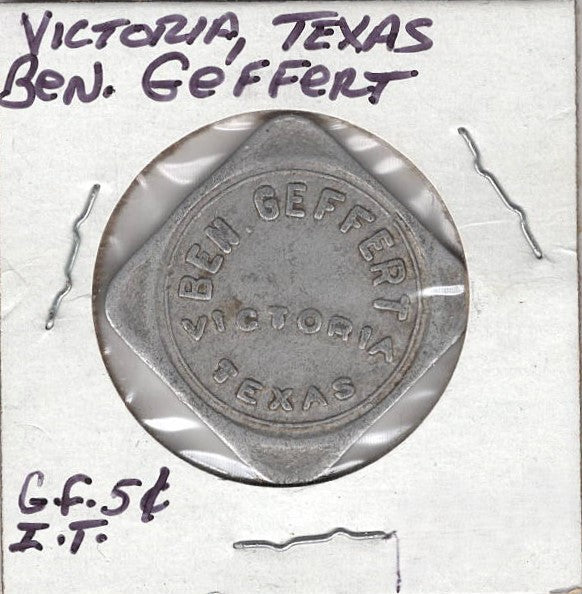 VICTORIA, TEXAS
BEN. GEFFERT
BEN. GEFFERT
VICTORIA
TEXAS
G.F. 5¢
I.T.